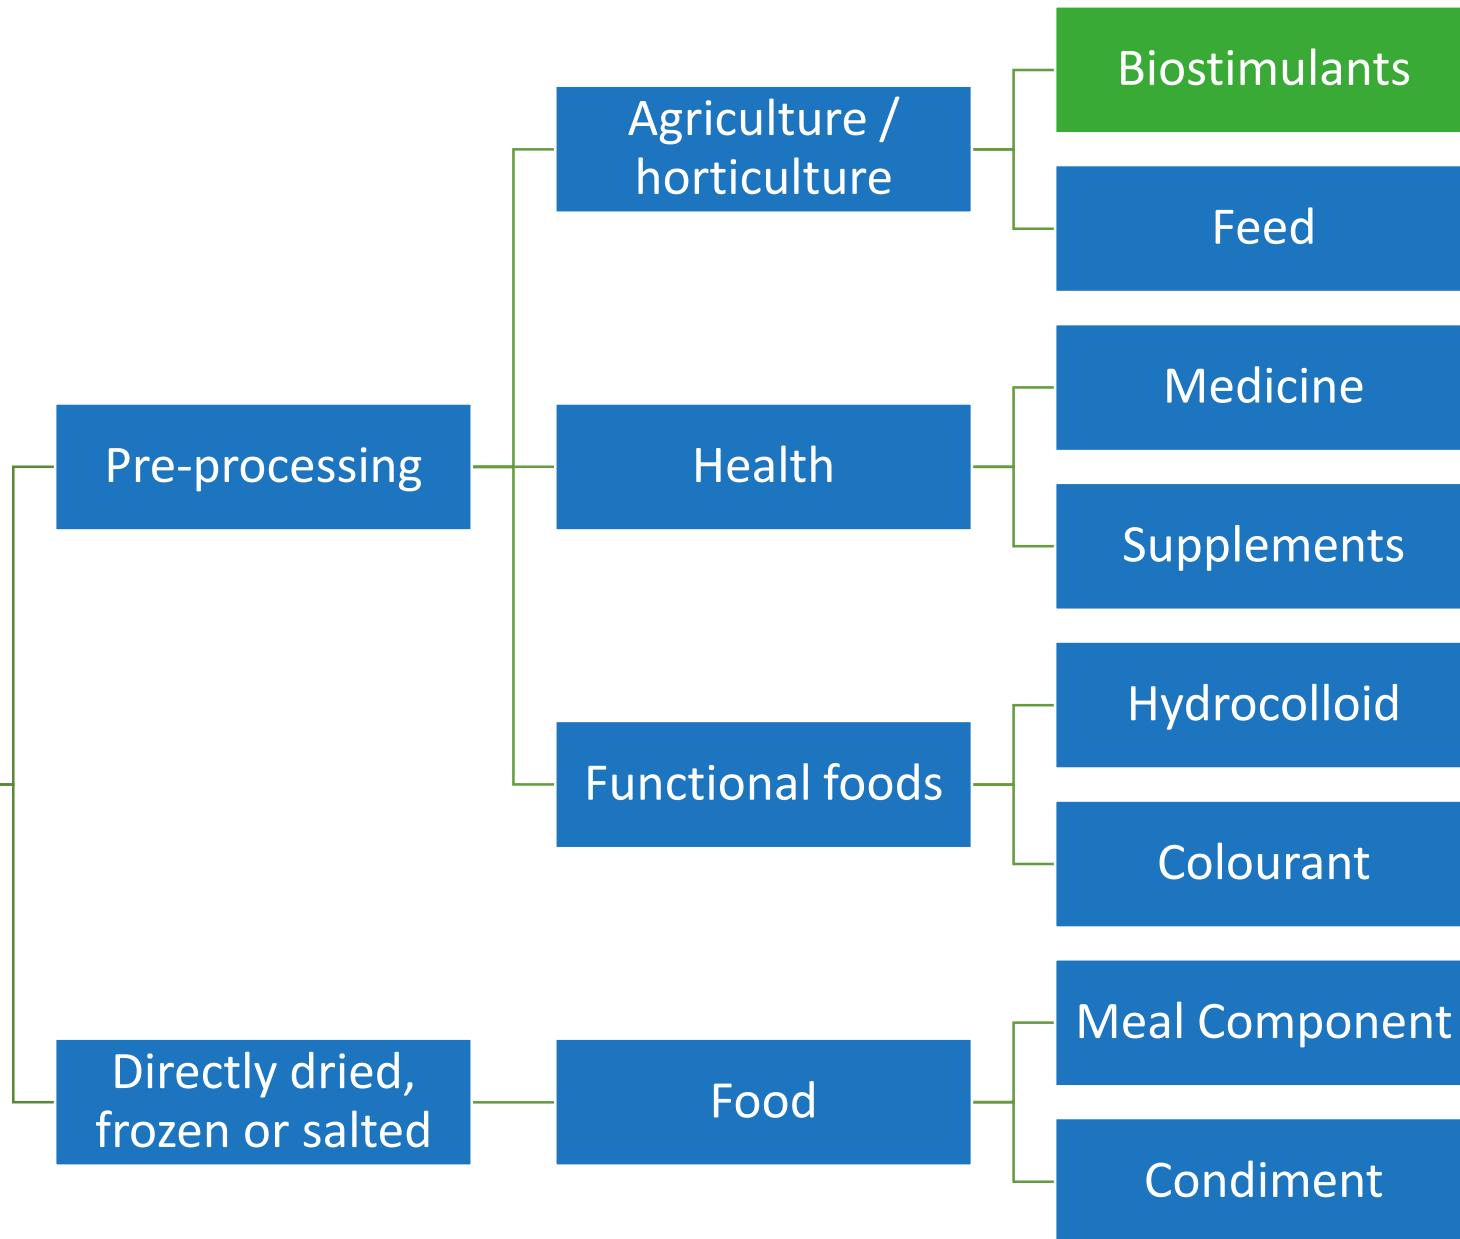 Biostimulants
Agriculture /
horticulture
Feed
Medicine
Pre-processing
Health
Supplements
Hydrocolloid
Functional foods
Colourant
Meal Component
Directly dried,
frozen or salted
Food
Condiment